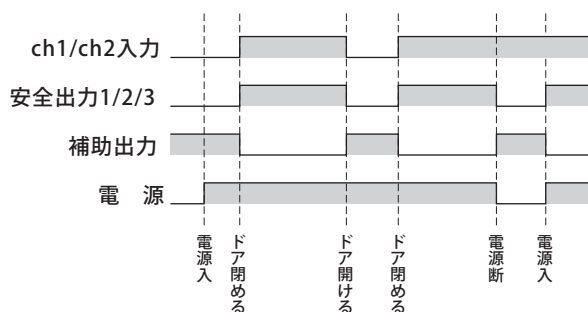 ch1/ch2入力
安全出力1/2/3
補助出力
電　源
電源入
ドア閉める
ドア開ける
ドア閉める
電源断
電源入